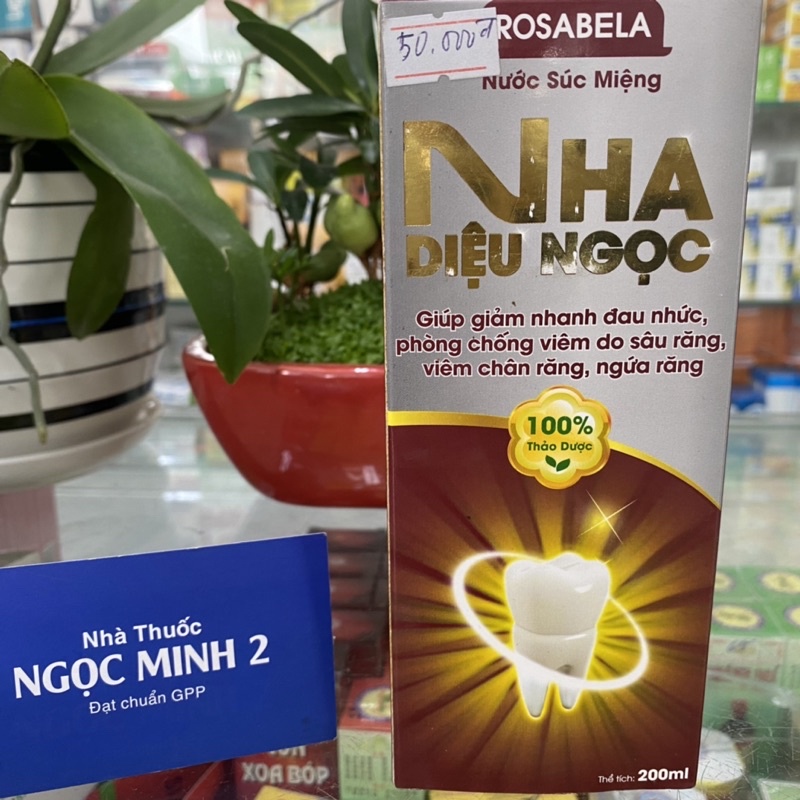 50.000đ
ROSABELA
Nước Súc Miệng
NHA
DIỆU NGỌC
Giúp giảm nhanh đau nhức,
phòng chống viêm do sâu răng,
viêm chân răng, ngứa răng
100%
Thảo Dược
Thể tích: 200ml
Nhà Thuốc
NGỌC MINH 2
Đạt chuẩn GPP
XOA BÓP